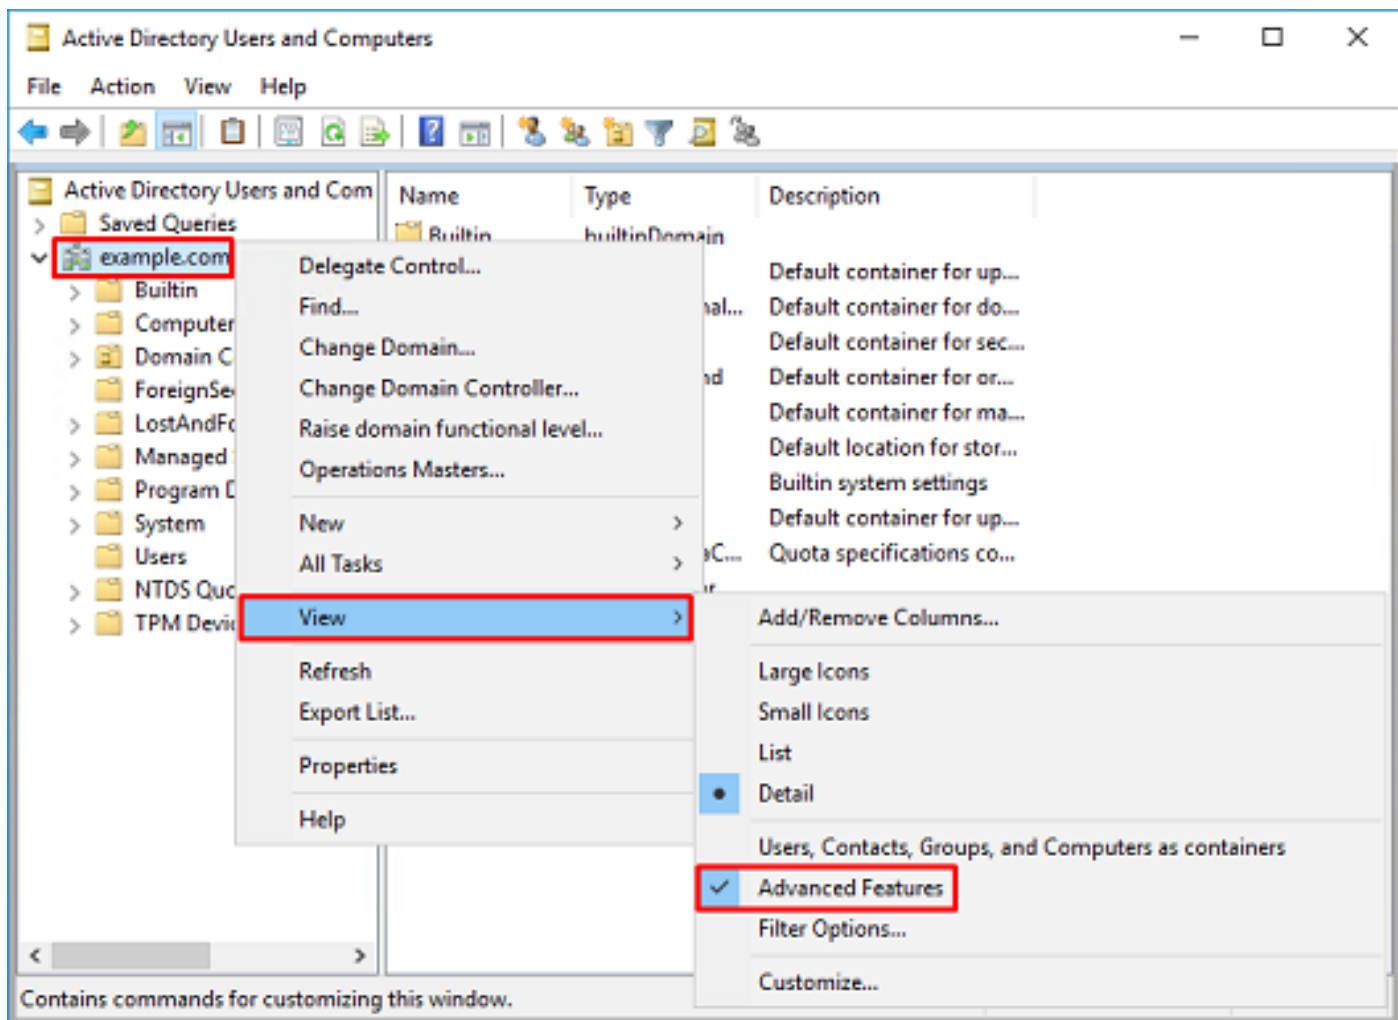 Active Directory Users and Computers
File Action View Help
Active Directory Users and Com
Saved Queries
example.com
Builtin
Computer
Domain C
ForeignSe
LostAndFo
Managed
Program D
System
Users
NTDS Quo
TPM Devic
Name Type Description
Builtin builtinDomain
Default container for up...
nal... Default container for do...
Default container for sec...
nd Default container for or...
Default container for ma...
Default location for stor...
Builtin system settings
Default container for up...
aC... Quota specifications co...
Delegate Control...
Find...
Change Domain...
Change Domain Controller...
Raise domain functional level...
Operations Masters...
New
All Tasks
View
Refresh
Export List...
Properties
Help
Add/Remove Columns...
Large Icons
Small Icons
List
Detail
Users, Contacts, Groups, and Computers as containers
Advanced Features
Filter Options...
Customize...
Contains commands for customizing this window.